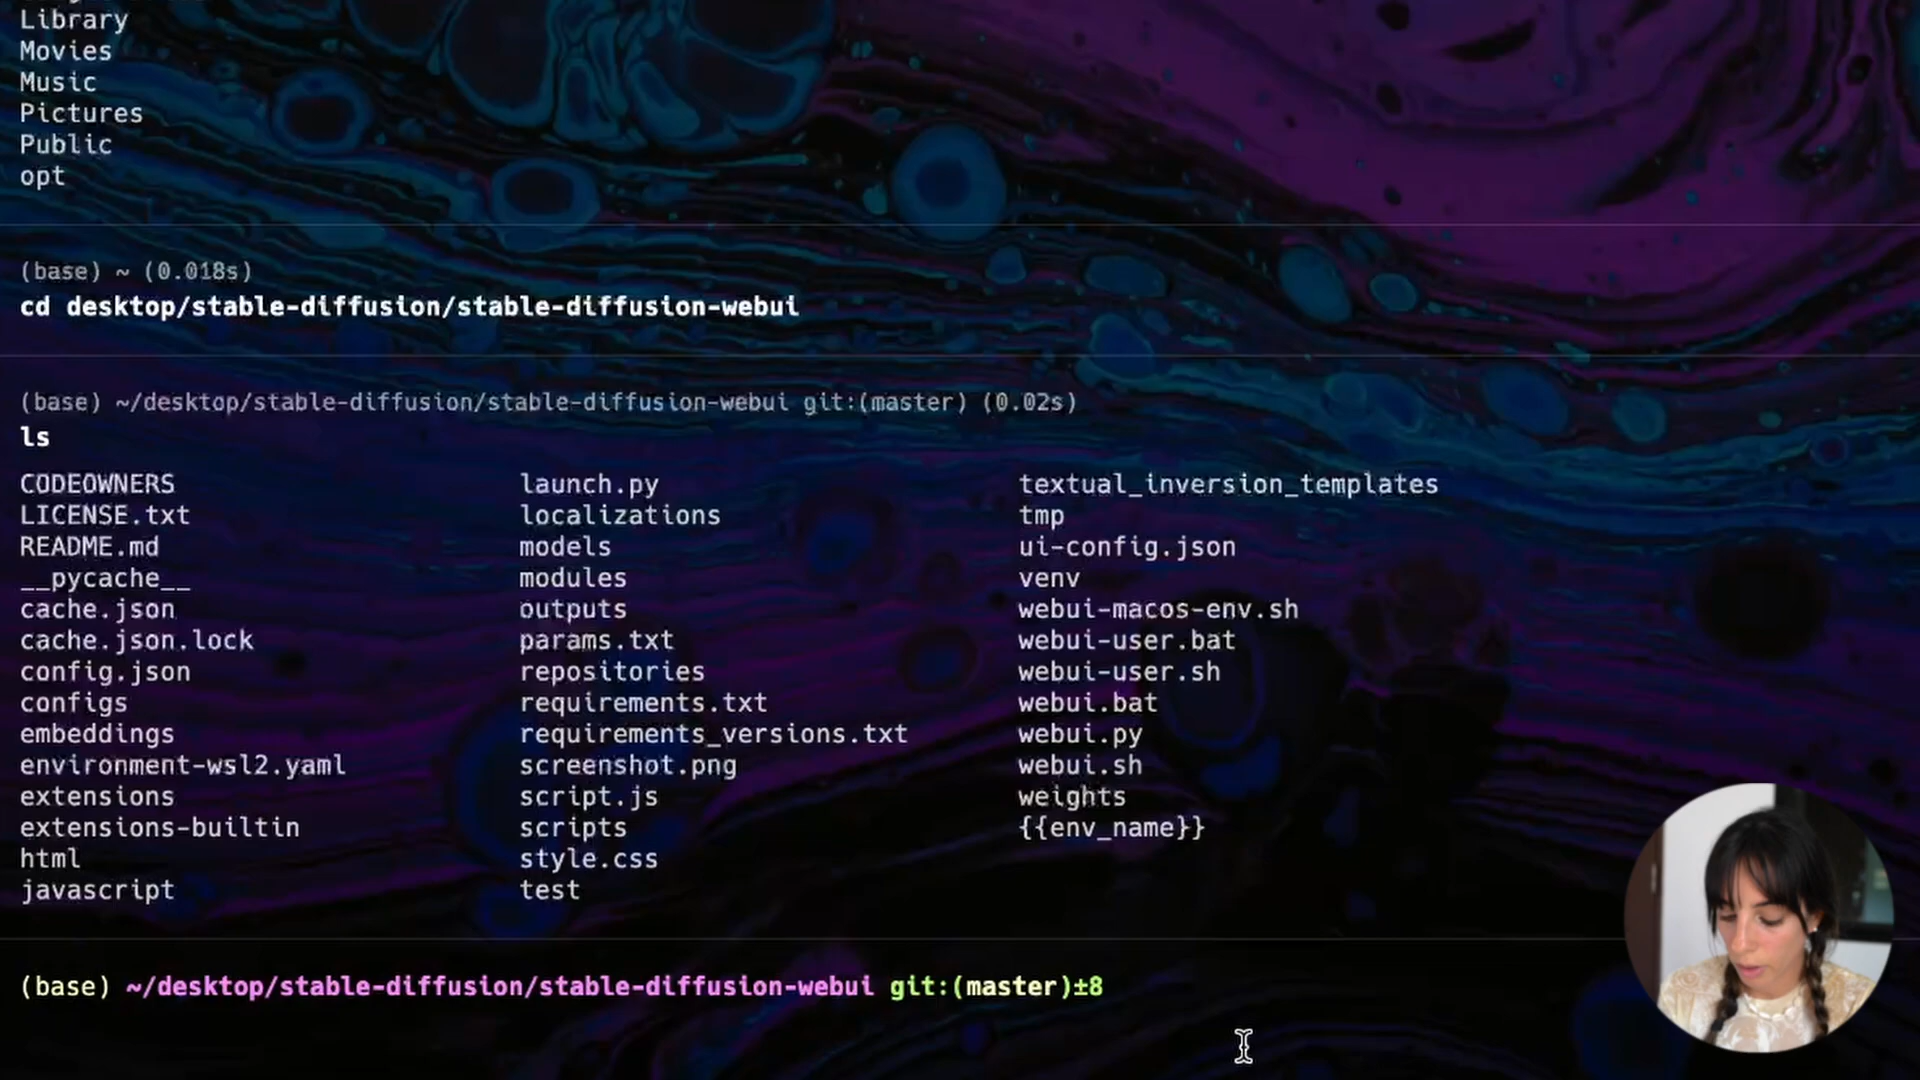 Library
Movies
Music
Pictures
Public
opt
(base) ~ (0.018s)
cd desktop/stable-diffusion/stable-diffusion-webui
(base) ~/desktop/stable-diffusion/stable-diffusion-webui git:(master) (0.02s)
ls
CODEOWNERS launch.py textual_inversion_templates
LICENSE.txt localizations tmp
README.md models ui-config.json
__pycache__ modules venv
cache.json outputs webui-macos-env.sh
cache.json.lock params.txt webui-user.bat
config.json repositories webui-user.sh
configs requirements.txt webui.bat
embeddings requirements_versions.txt webui.py
environment-wsl2.yaml screenshot.png webui.sh
extensions script.js weights
extensions-builtin scripts {{env_name}}
html style.css
javascript test
(base) ~/desktop/stable-diffusion/stable-diffusion-webui git:(master)±8